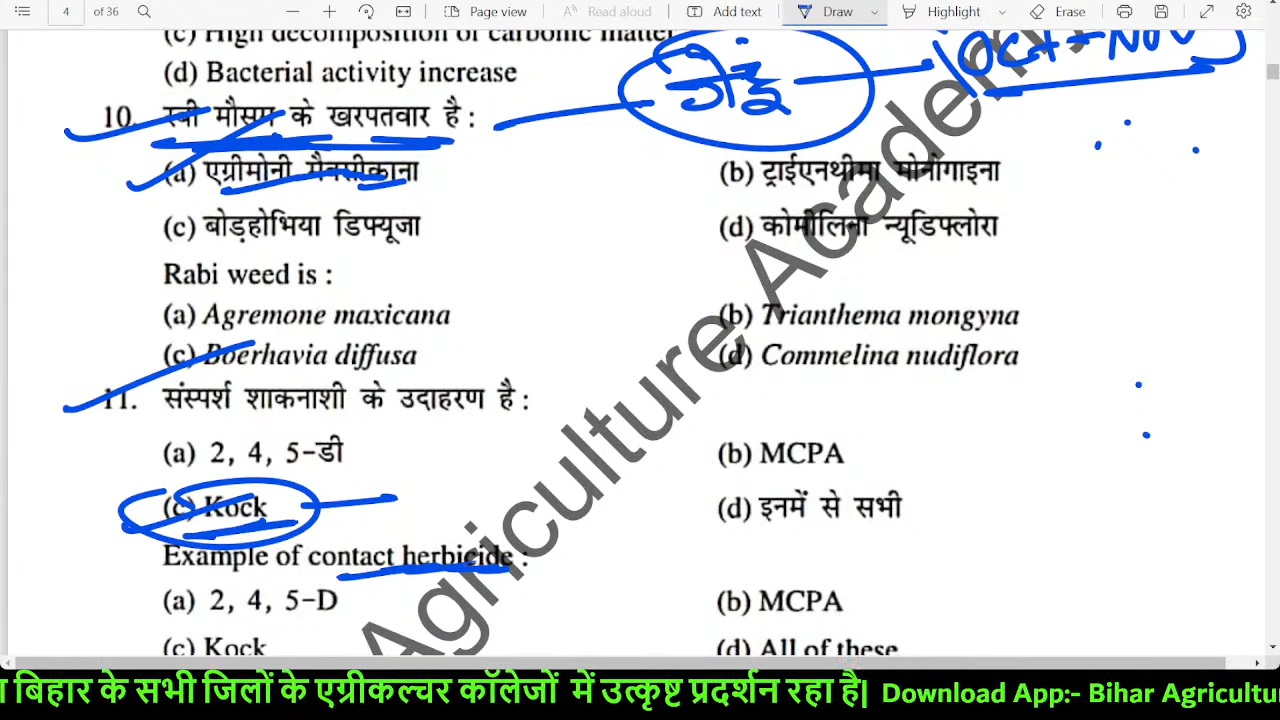 4 of 36 Page view Read aloud Add text Draw Highlight Erase
(c) High decomposition of carbonic matter
(d) Bacterial activity increase
गेहूँ
(Oct - Nov)
10. रबी मौसम के खरपतवार है :
(a) एग्रीमोनी मैक्सीकाना (b) ट्राईएनथीमा मोनोगाइना
(c) बोड़होभिया डिफ्यूजा (d) कोमीलिना न्यूडिफ्लोरा
Rabi weed is :
(a) Agremone maxicana (b) Trianthema mongyna
(c) Boerhavia diffusa (d) Commelina nudiflora
11. संस्पर्श शाकनाशी के उदाहरण है :
(a) 2, 4, 5-डी (b) MCPA
(c) Kock (d) इनमें से सभी
Example of contact herbicide :
(a) 2, 4, 5-D (b) MCPA
(c) Kock (d) All of these
Agriculture Academy
बिहार के सभी जिलों के एग्रीकल्चर कॉलेजों में उत्कृष्ट प्रदर्शन रहा है| Download App:- Bihar Agricultu